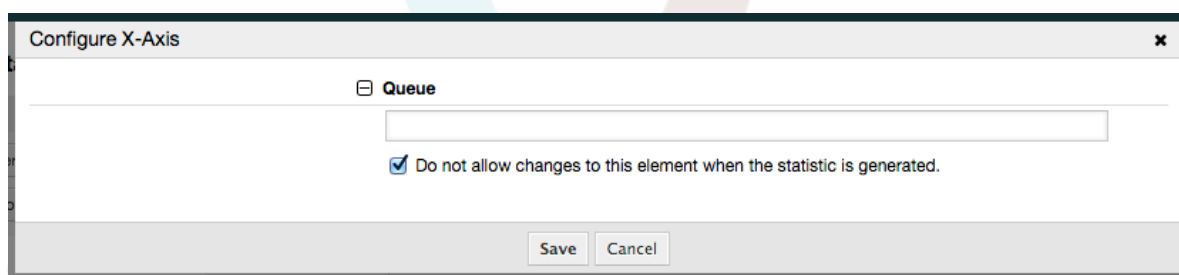 Configure X-Axis
Queue
Do not allow changes to this element when the statistic is generated.
Save Cancel